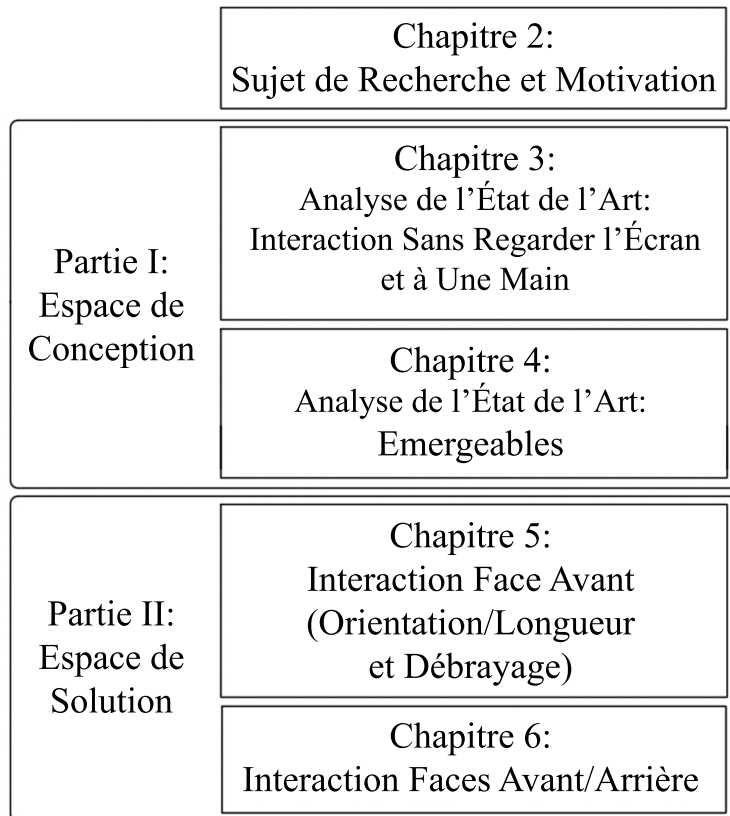 Chapitre 2:
Sujet de Recherche et Motivation
Partie I:
Espace de
Conception
Chapitre 3:
Analyse de l’État de l’Art:
Interaction Sans Regarder l’Écran
et à Une Main
Chapitre 4:
Analyse de l’État de l’Art:
Emergeables
Partie II:
Espace de
Solution
Chapitre 5:
Interaction Face Avant
(Orientation/Longueur
et Débrayage)
Chapitre 6:
Interaction Faces Avant/Arrière